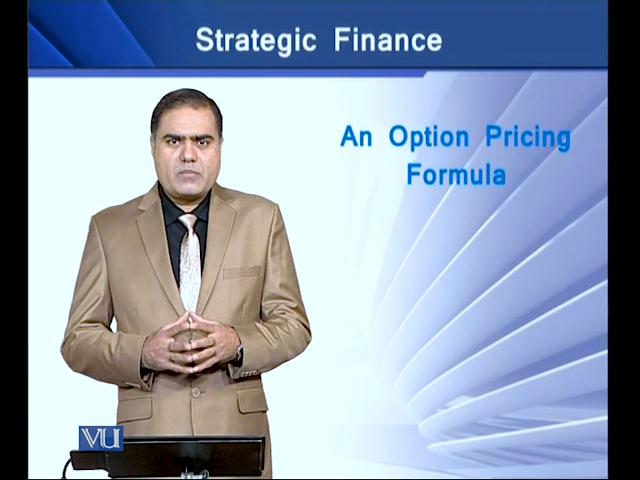 Strategic Finance
An Option Pricing
Formula
VU